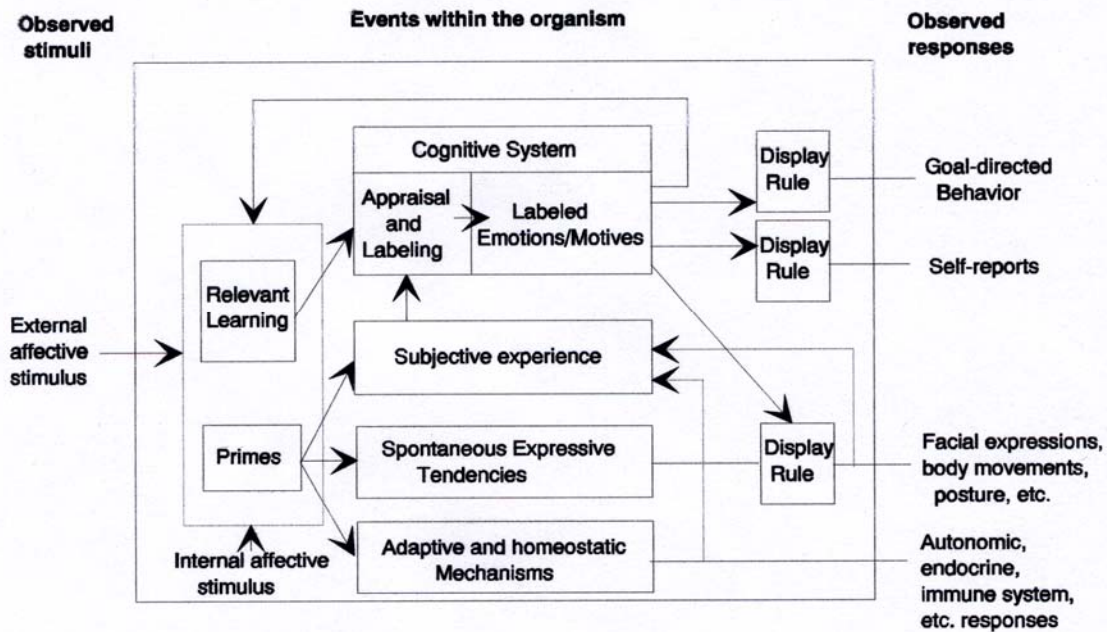 Observed
stimuli
Events within the organism
Observed
responses
Cognitive System
Appraisal
and
Labeling
Labeled
Emotions/Motives
Display
Rule
Goal-directed
Behavior
Display
Rule
Self-reports
Relevant
Learning
External
affective
stimulus
Subjective experience
Primes
Spontaneous Expressive
Tendencies
Display
Rule
Facial expressions,
body movements,
posture, etc.
Internal affective
stimulus
Adaptive and homeostatic
Mechanisms
Autonomic,
endocrine,
immune system,
etc. responses